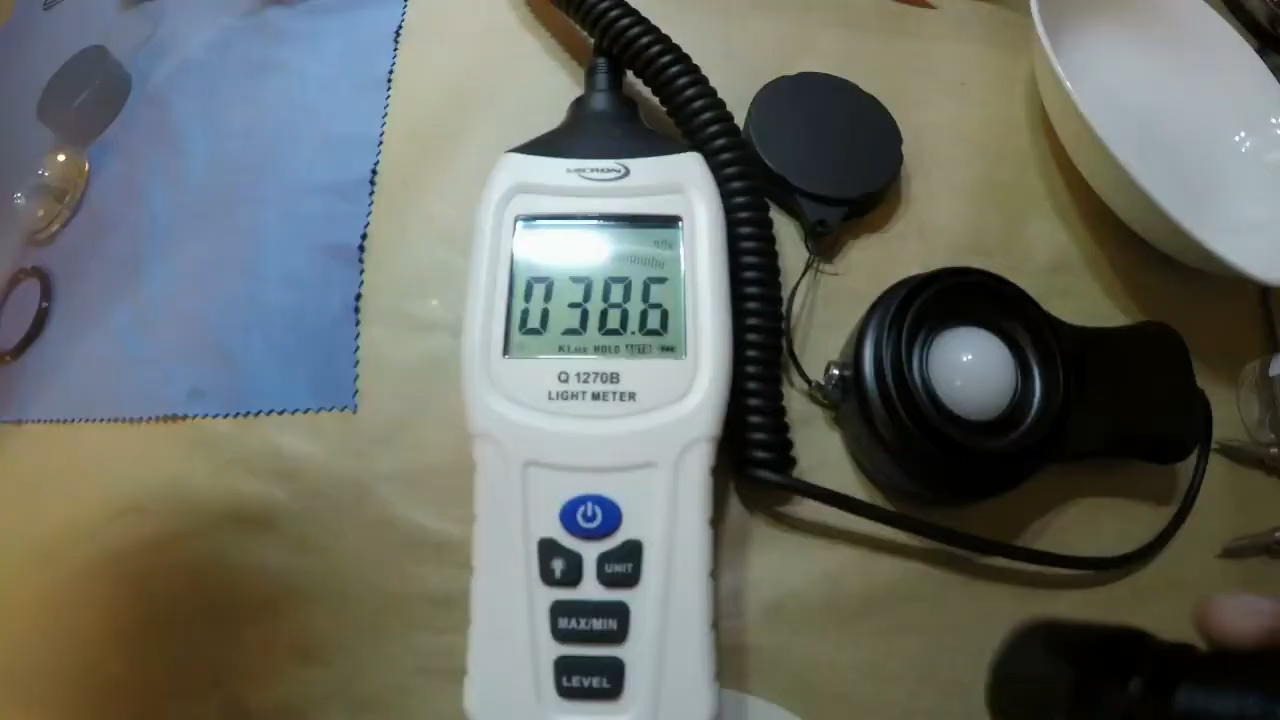 038.6
KLux HOLD
Q 1270B
LIGHT METER
UNIT
MAX/MIN
LEVEL